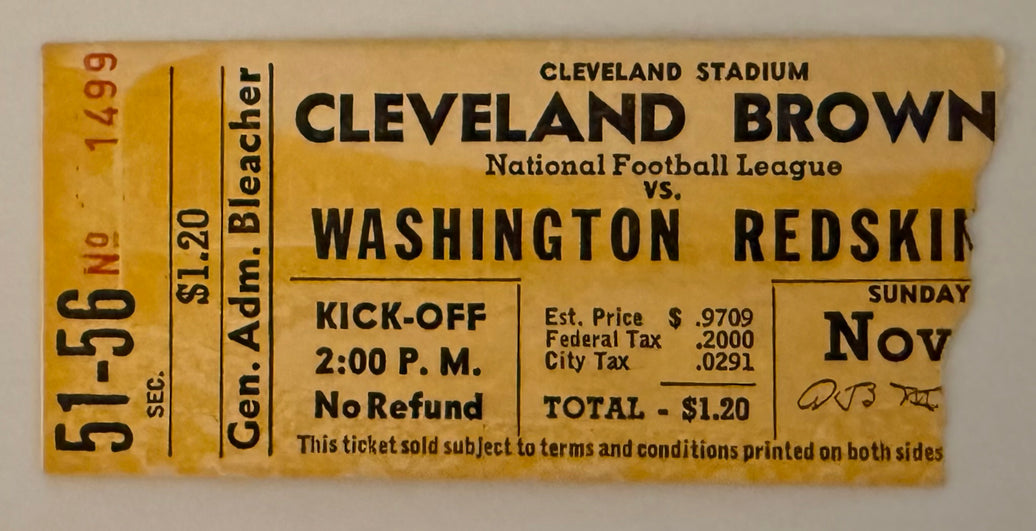 Nº 1499
51-56
SEC.
$1.20
Gen. Adm. Bleacher
CLEVELAND STADIUM
CLEVELAND BROWN
National Football League
VS.
WASHINGTON REDSKIN
KICK-OFF
2:00 P. M.
No Refund
Est. Price $ .9709
Federal Tax .2000
City Tax .0291
TOTAL - $1.20
SUNDAY
Nov
This ticket sold subject to terms and conditions printed on both sides